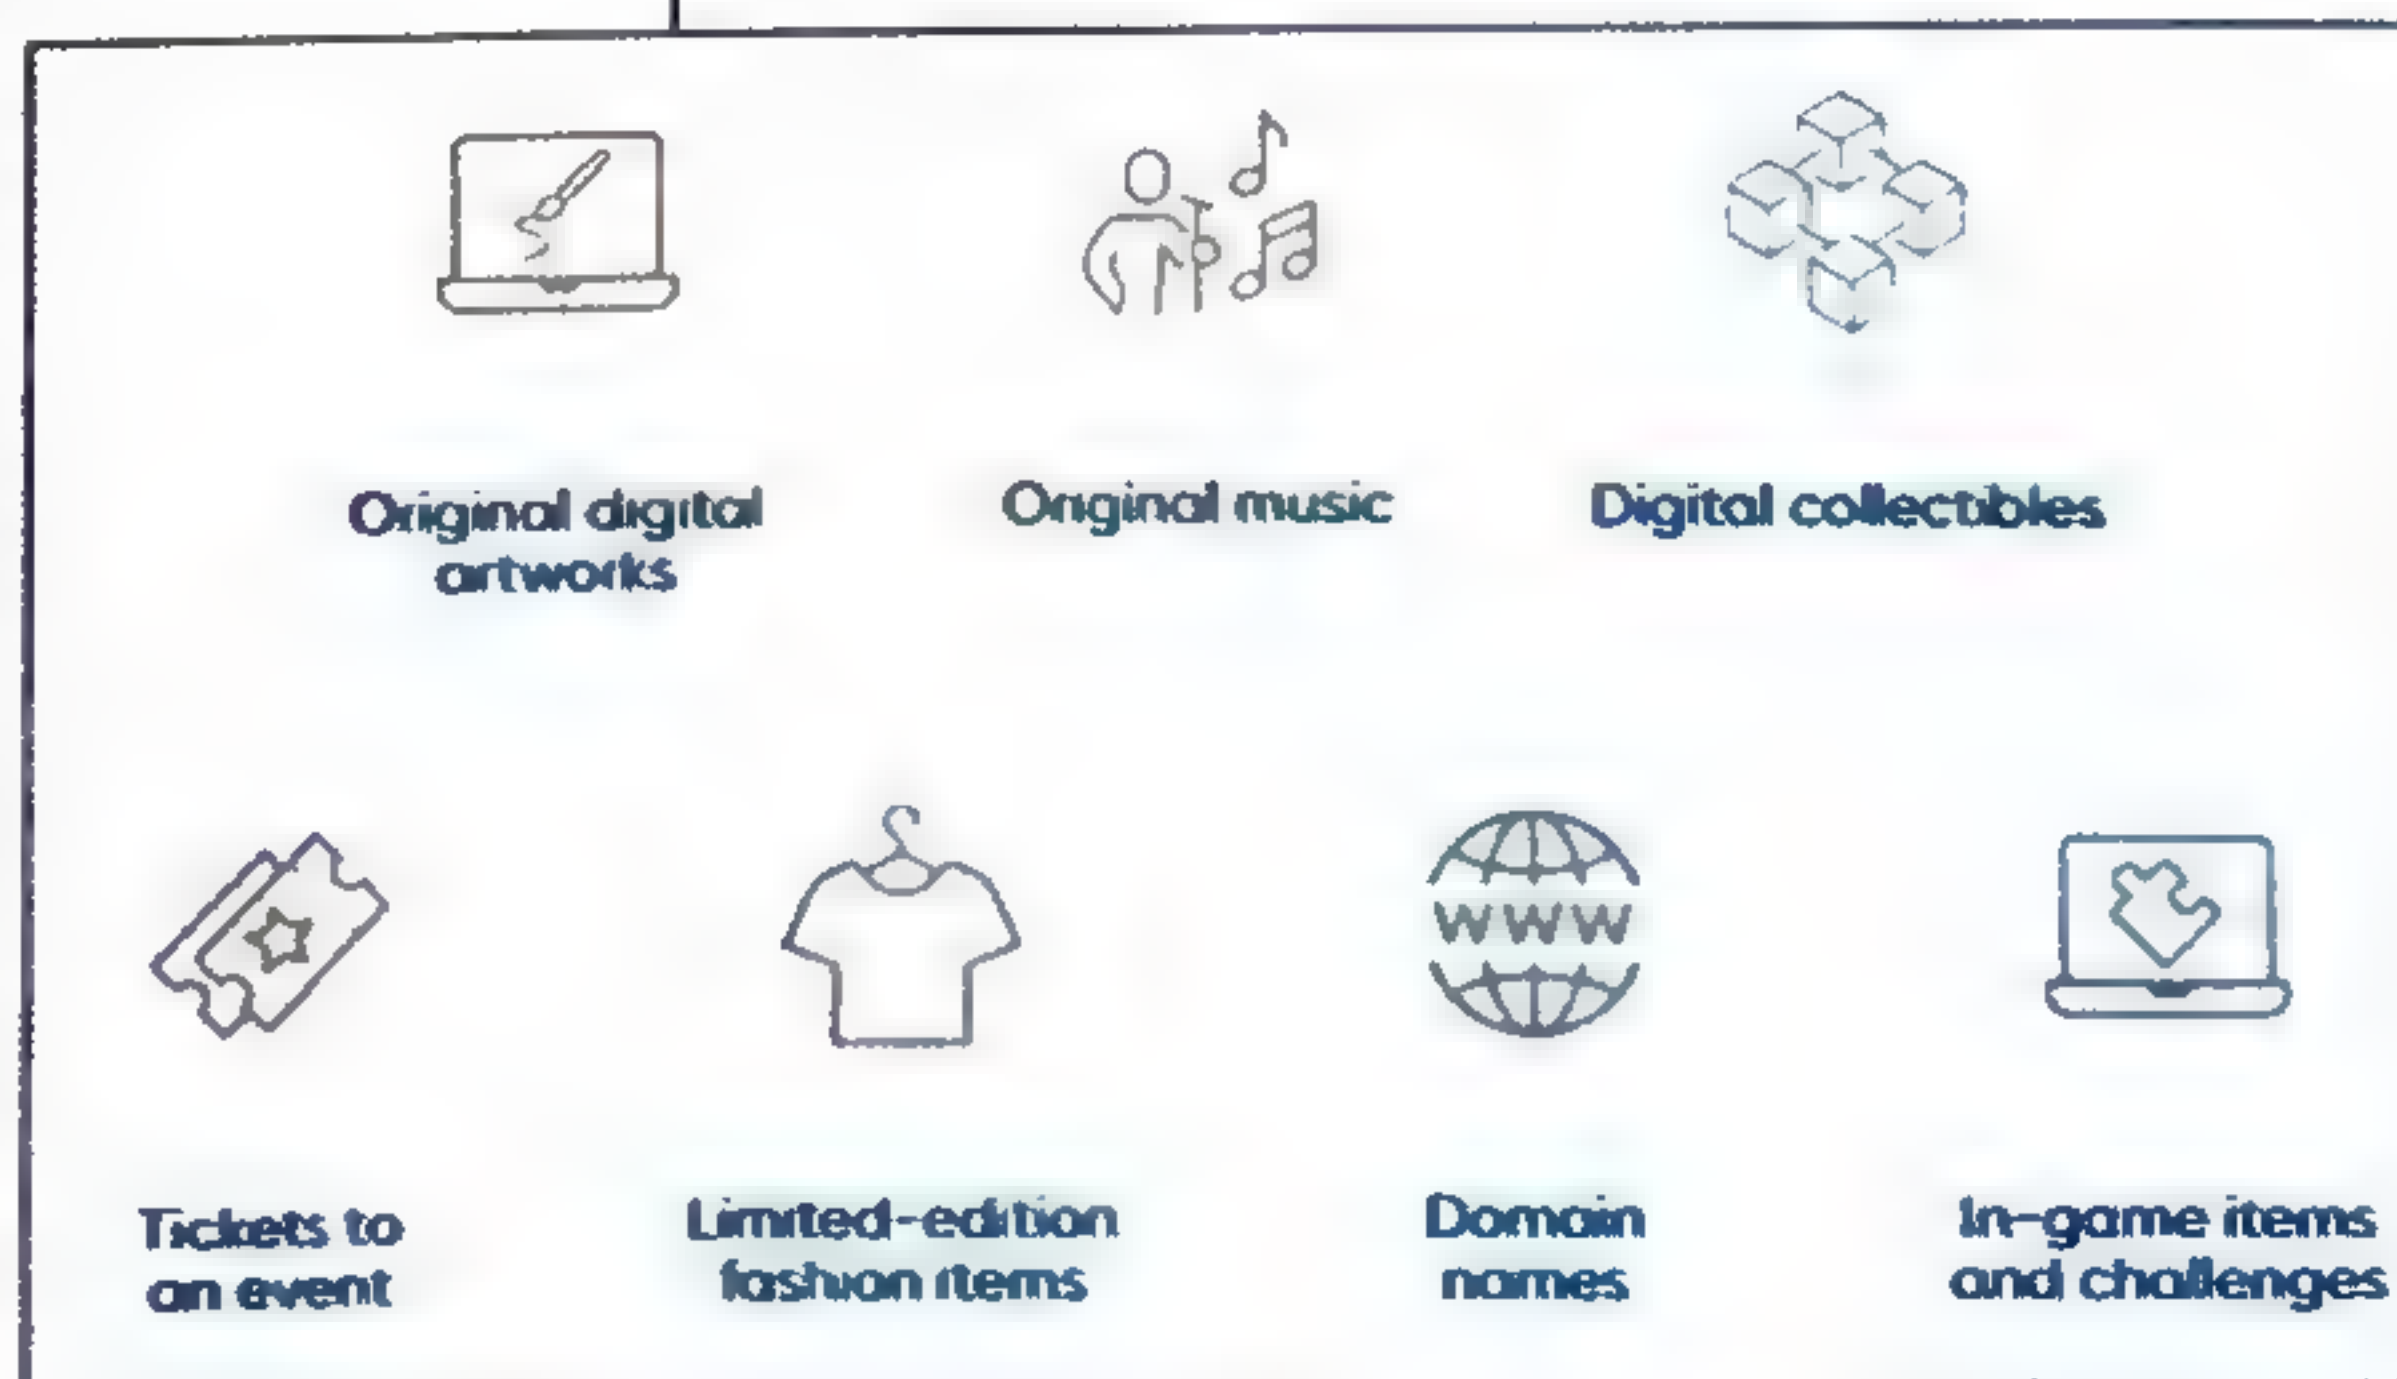 Original digital
artworks
Original music
Digital collectibles
www
Tickets to
an event
Limited-edition
fashion items
Domain
names
In-game items
and challenges